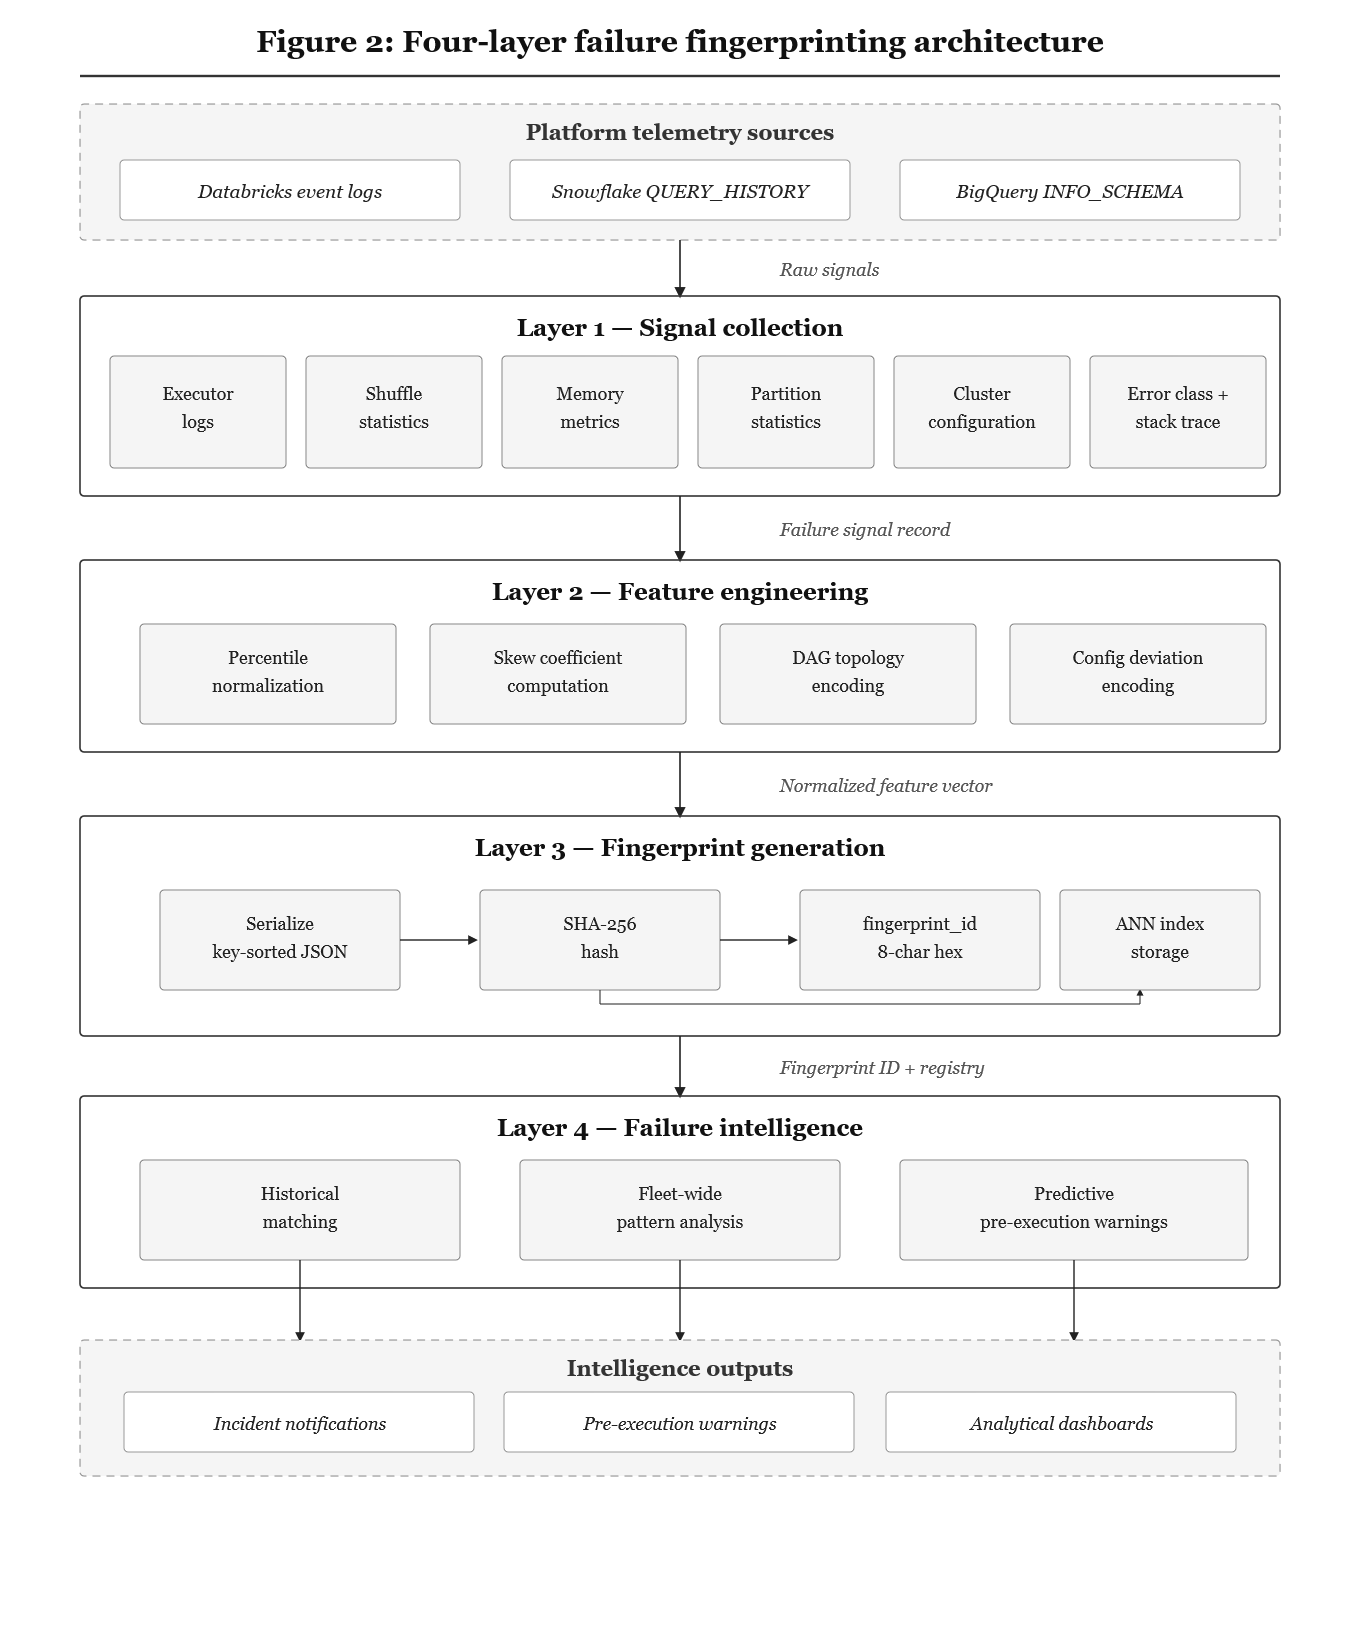 Figure 2: Four-layer failure fingerprinting architecture
Platform telemetry sources
Databricks event logs
Snowflake QUERY_HISTORY
BigQuery INFO_SCHEMA
Raw signals
Layer 1 — Signal collection
Executor
logs
Shuffle
statistics
Memory
metrics
Partition
statistics
Cluster
configuration
Error class +
stack trace
Failure signal record
Layer 2 — Feature engineering
Percentile
normalization
Skew coefficient
computation
DAG topology
encoding
Config deviation
encoding
Normalized feature vector
Layer 3 — Fingerprint generation
Serialize
key-sorted JSON
SHA-256
hash
fingerprint_id
8-char hex
ANN index
storage
Fingerprint ID + registry
Layer 4 — Failure intelligence
Historical
matching
Fleet-wide
pattern analysis
Predictive
pre-execution warnings
Intelligence outputs
Incident notifications
Pre-execution warnings
Analytical dashboards